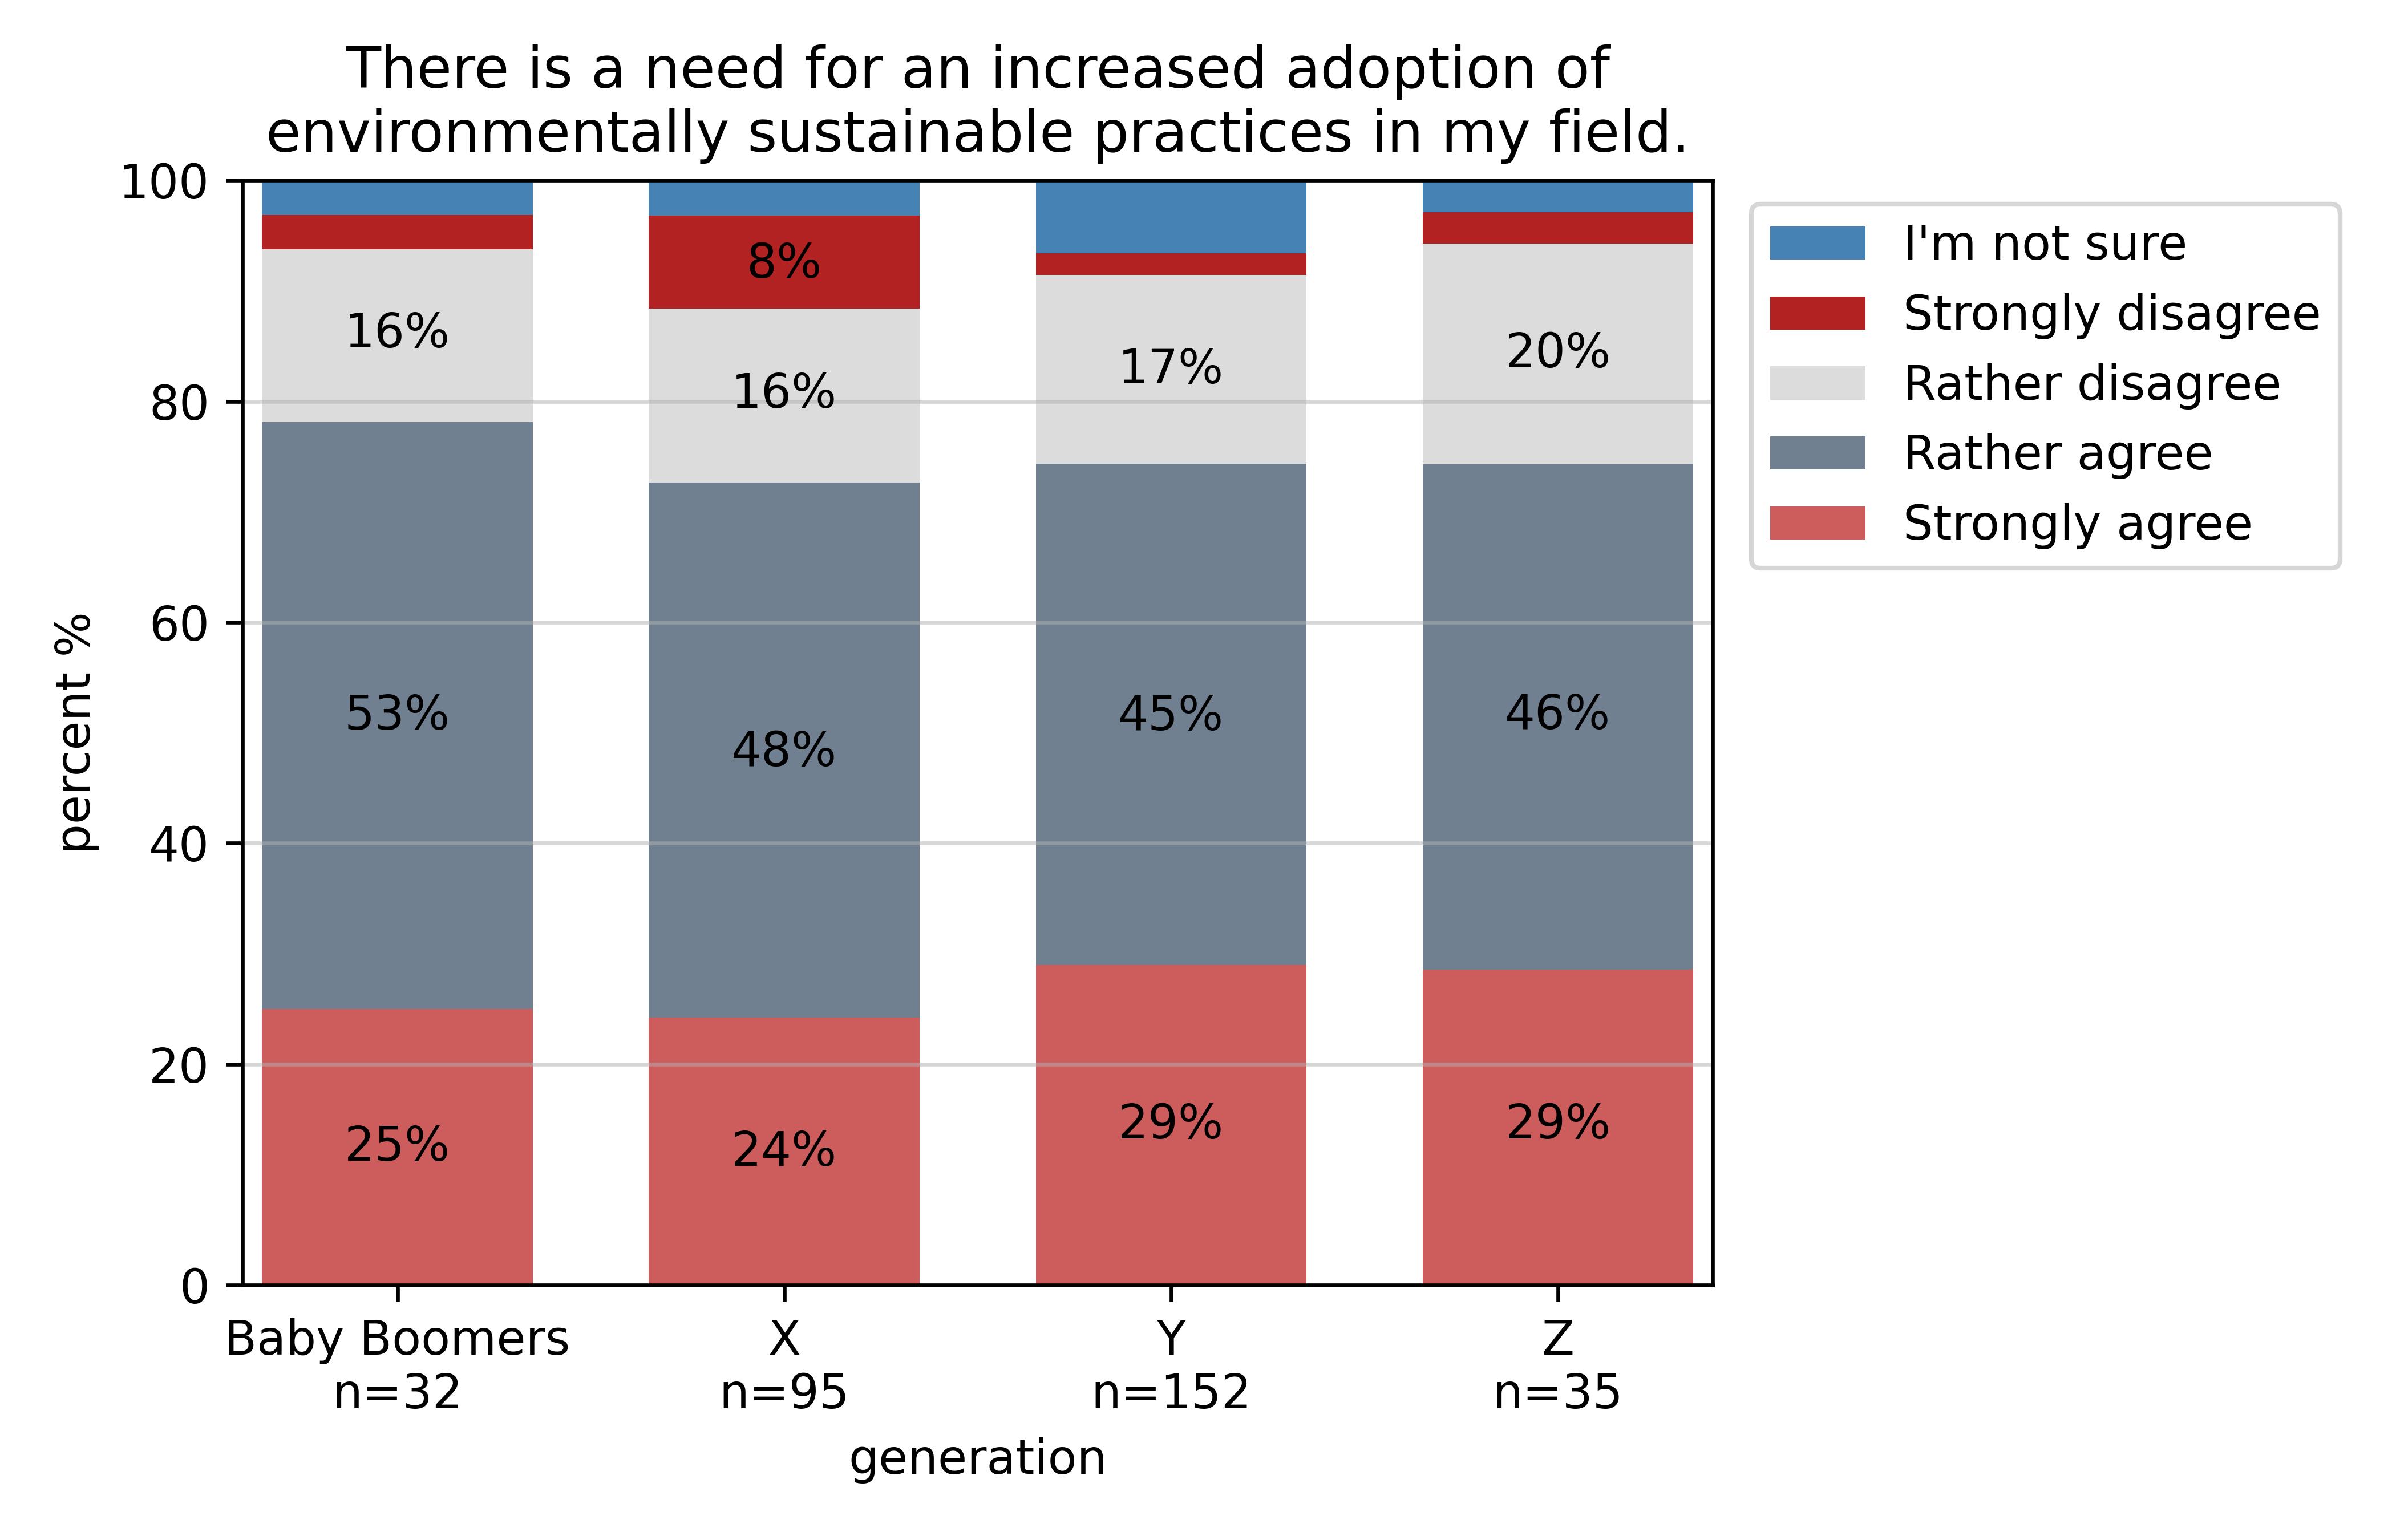 There is a need for an increased adoption of
environmentally sustainable practices in my field.
100
80
60
40
20
0
percent %
16%
53%
25%
8%
16%
48%
24%
17%
45%
29%
20%
46%
29%
Baby Boomers
n=32
X
n=95
Y
n=152
Z
n=35
generation
I'm not sure
Strongly disagree
Rather disagree
Rather agree
Strongly agree